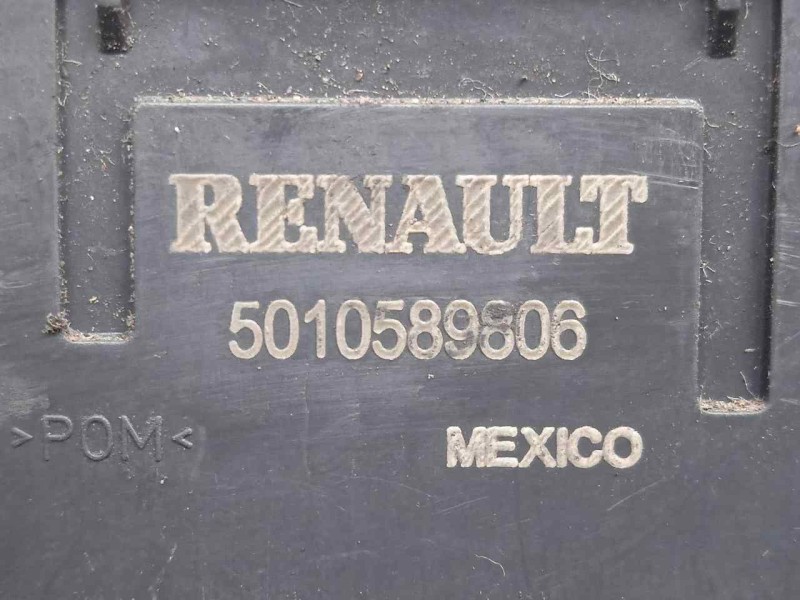 RENAULT
5010589806
>POM<
MEXICO